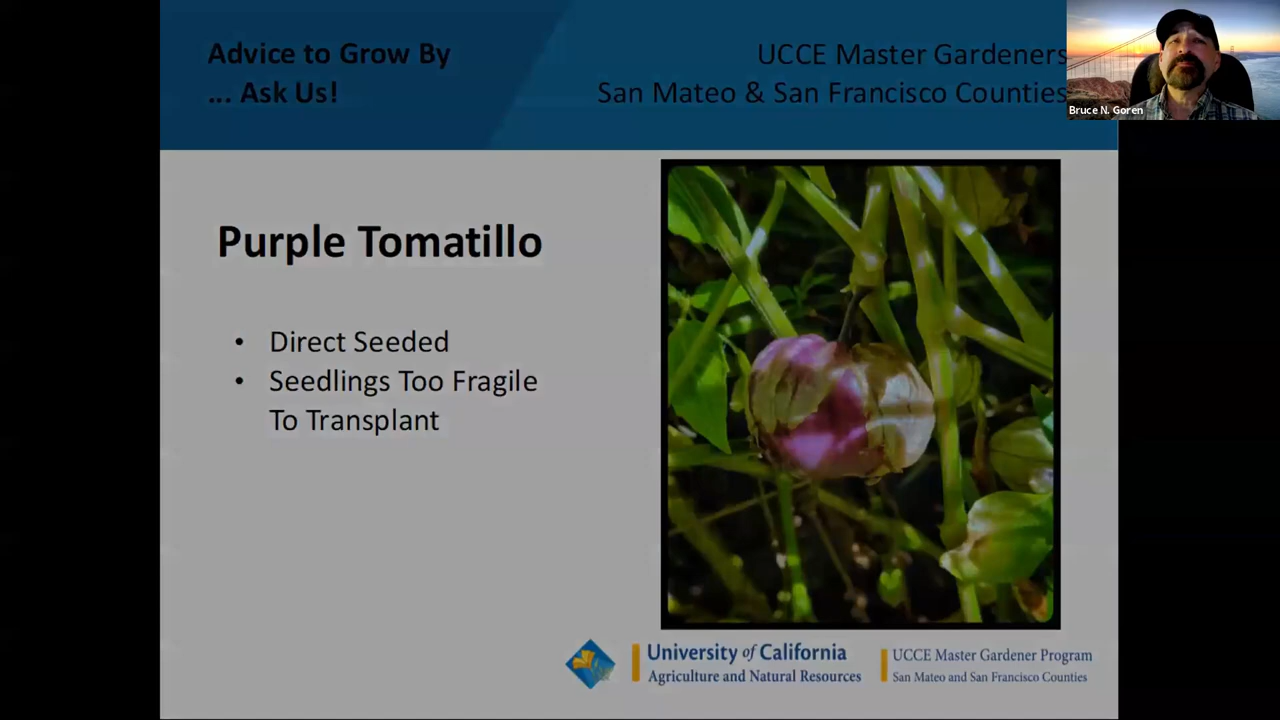 Advice to Grow By
... Ask Us!
UCCE Master Gardeners
San Mateo & San Francisco Counties
Bruce N. Goren
Purple Tomatillo
• Direct Seeded
• Seedlings Too Fragile
To Transplant
University of California
Agriculture and Natural Resources
UCCE Master Gardener Program
San Mateo and San Francisco Counties